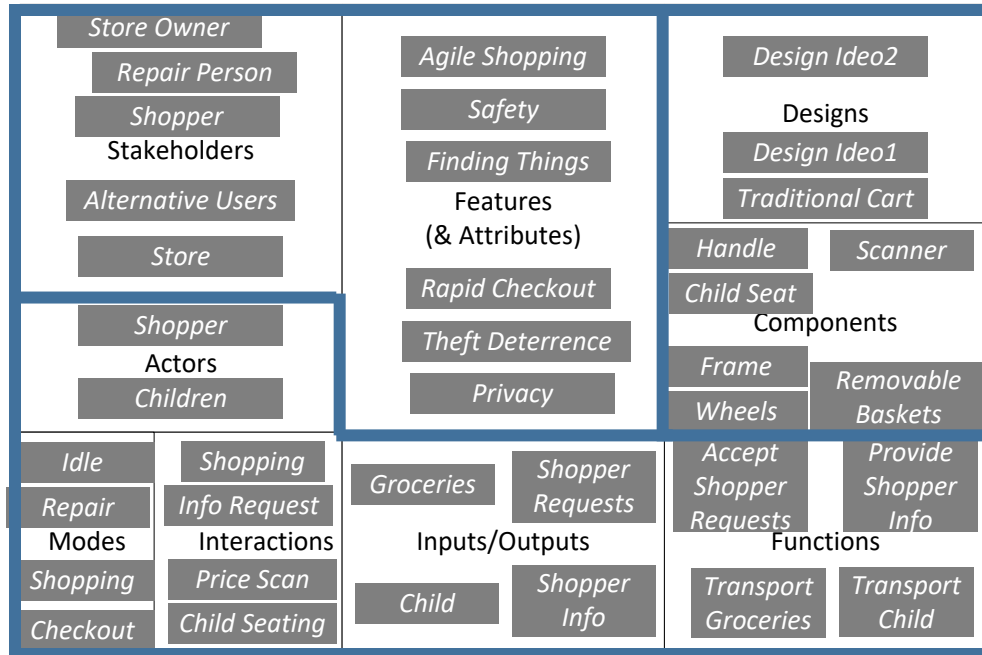 Store Owner
Repair Person
Shopper
Stakeholders
Alternative Users
Store
Agile Shopping
Safety
Finding Things
Features
(& Attributes)
Rapid Checkout
Theft Deterrence
Privacy
Design Ideo2
Designs
Design Ideo1
Traditional Cart
Handle
Scanner
Child Seat
Components
Frame
Removable
Baskets
Wheels
Shopper
Actors
Children
Idle
Repair
Modes
Shopping
Checkout
Shopping
Info Request
Interactions
Price Scan
Child Seating
Groceries
Shopper
Requests
Inputs/Outputs
Child
Shopper
Info
Accept
Shopper
Requests
Provide
Shopper
Info
Functions
Transport
Groceries
Transport
Child